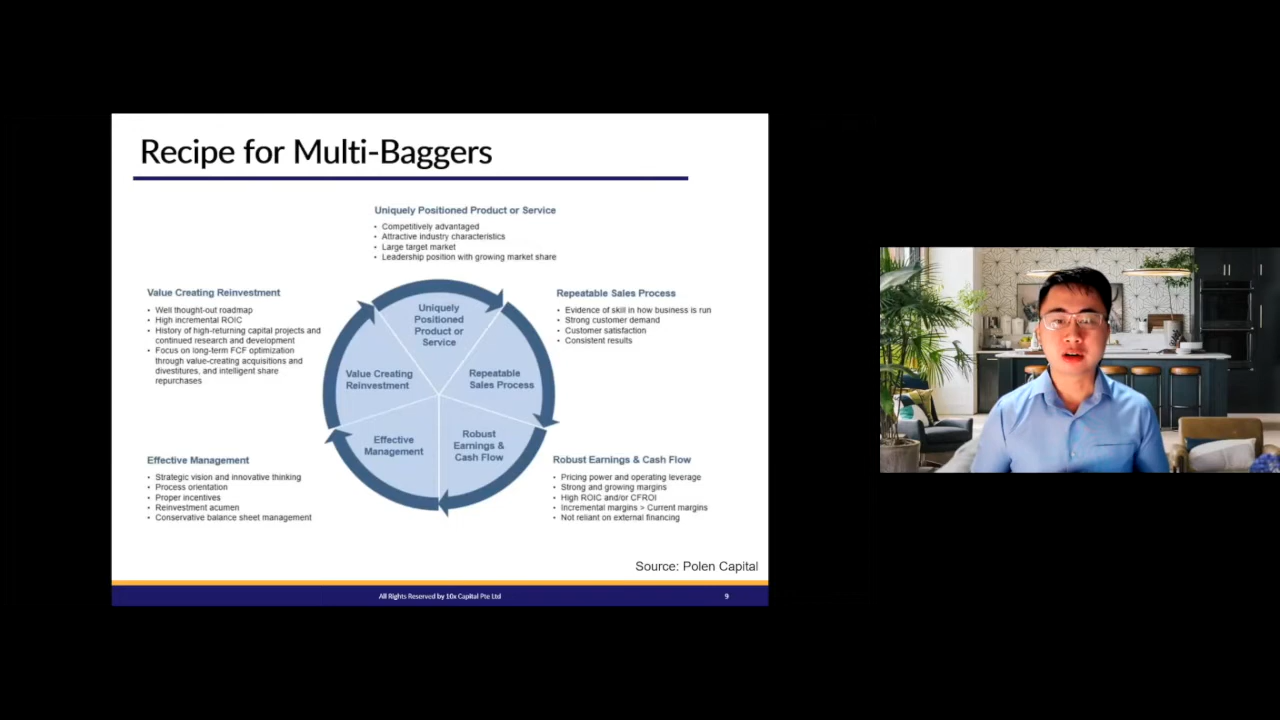 Recipe for Multi-Baggers
Uniquely Positioned Product or Service
• Competitively advantaged
• Attractive industry characteristics
• Large target market
• Leadership position with growing market share
Value Creating Reinvestment
• Well thought-out roadmap
• High incremental ROIC
• History of high-returning capital projects and
continued research and development
• Focus on long-term FCF optimization
through value-creating acquisitions and
divestitures, and intelligent share
repurchases
Repeatable Sales Process
• Evidence of skill in how business is run
• Strong customer demand
• Customer satisfaction
• Consistent results
Uniquely
Positioned
Product or
Service
Value Creating
Reinvestment
Repeatable
Sales Process
Effective
Management
Robust
Earnings &
Cash Flow
Effective Management
• Strategic vision and innovative thinking
• Process orientation
• Proper incentives
• Reinvestment acumen
• Conservative balance sheet management
Robust Earnings & Cash Flow
• Pricing power and operating leverage
• Strong and growing margins
• High ROIC and/or CFROI
• Incremental margins > Current margins
• Not reliant on external financing
Source: Polen Capital
All Rights Reserved by 10x Capital Pte Ltd
9